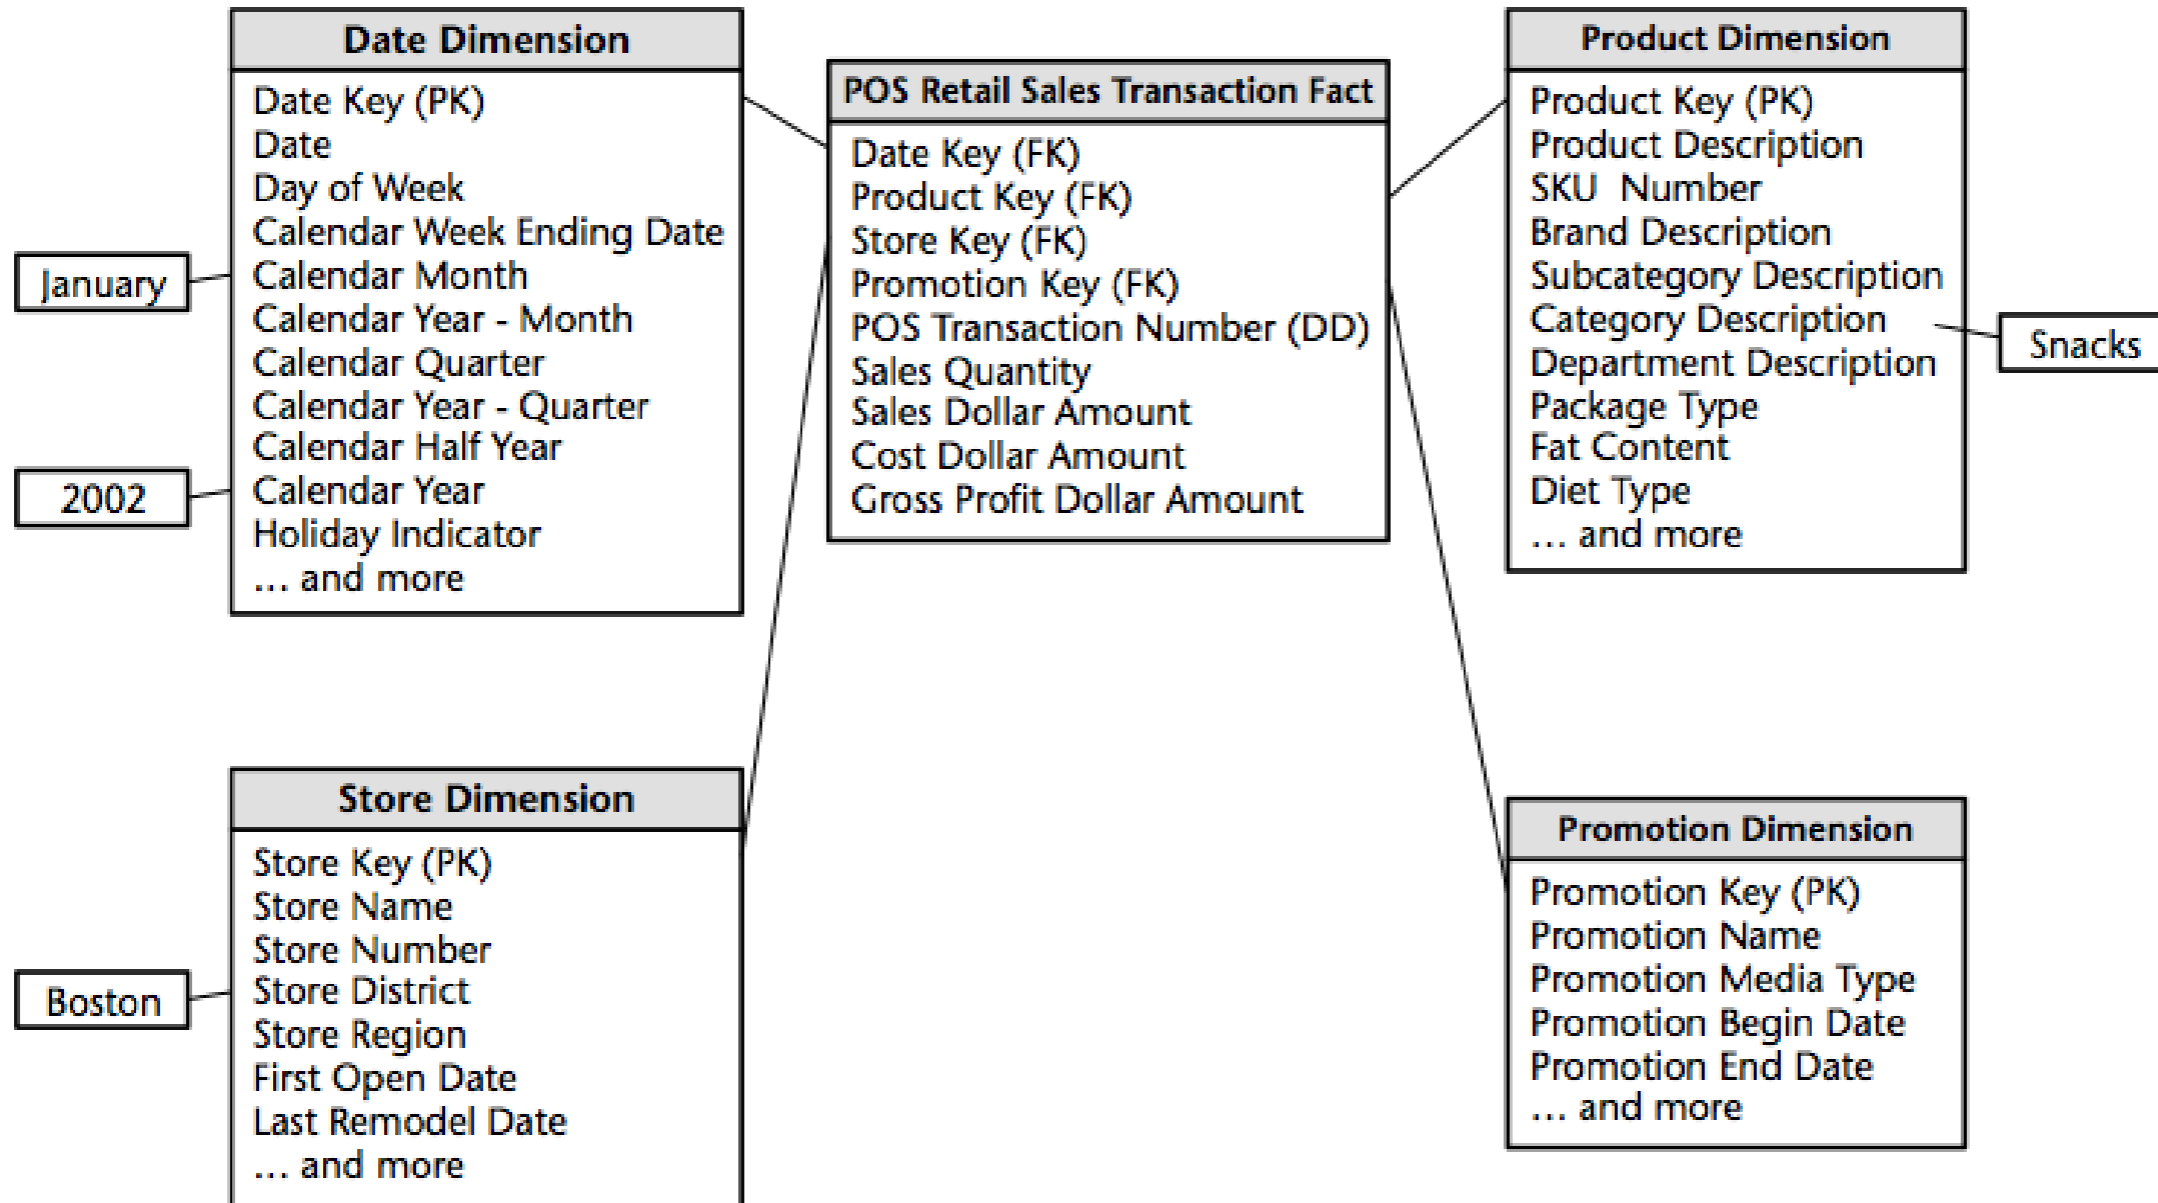 Date Dimension
Date Key (PK)
Date
Day of Week
Calendar Week Ending Date
Calendar Month
Calendar Year - Month
Calendar Quarter
Calendar Year - Quarter
Calendar Half Year
Calendar Year
Holiday Indicator
... and more
January
2002
POS Retail Sales Transaction Fact
Date Key (FK)
Product Key (FK)
Store Key (FK)
Promotion Key (FK)
POS Transaction Number (DD)
Sales Quantity
Sales Dollar Amount
Cost Dollar Amount
Gross Profit Dollar Amount
Product Dimension
Product Key (PK)
Product Description
SKU Number
Brand Description
Subcategory Description
Category Description
Department Description
Package Type
Fat Content
Diet Type
... and more
Snacks
Store Dimension
Store Key (PK)
Store Name
Store Number
Store District
Store Region
First Open Date
Last Remodel Date
... and more
Boston
Promotion Dimension
Promotion Key (PK)
Promotion Name
Promotion Media Type
Promotion Begin Date
Promotion End Date
... and more